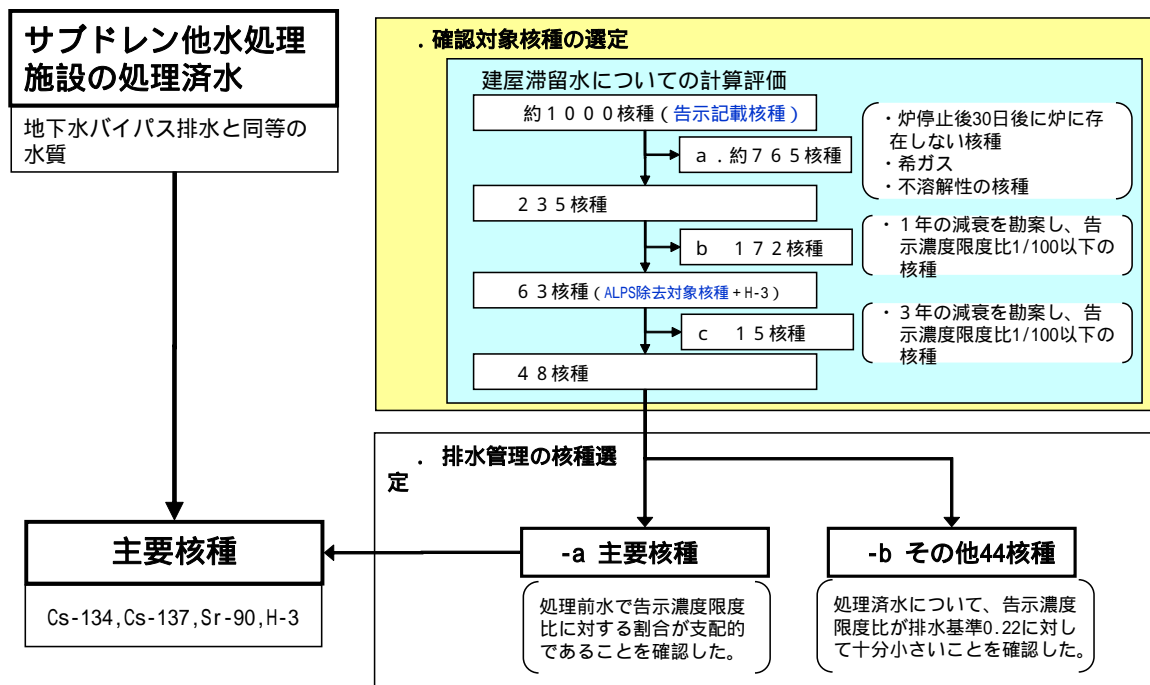 サブドレン他水処理
施設の処理済水
地下水バイパス排水と同等の
水質
．確認対象核種の選定
建屋滞留水についての計算評価
約１０００核種（告示記載核種）
ａ．約７６５核種
・炉停止後30日後に炉に存
在しない核種
・希ガス
・不溶解性の核種
２３５核種
ｂ　１７２核種
・１年の減衰を勘案し、告
示濃度限度比1/100以下の
核種
６３核種（ALPS除去対象核種＋H-3）
ｃ　１５核種
・３年の減衰を勘案し、告
示濃度限度比1/100以下の
核種
４８核種
．排水管理の核種選
定
主要核種
Cs-134,Cs-137,Sr-90,H-3
-a 主要核種
処理前水で告示濃度限度
比に対する割合が支配的
であることを確認した。
-b その他44核種
処理済水について、告示濃度
限度比が排水基準0.22に対し
て十分小さいことを確認した。